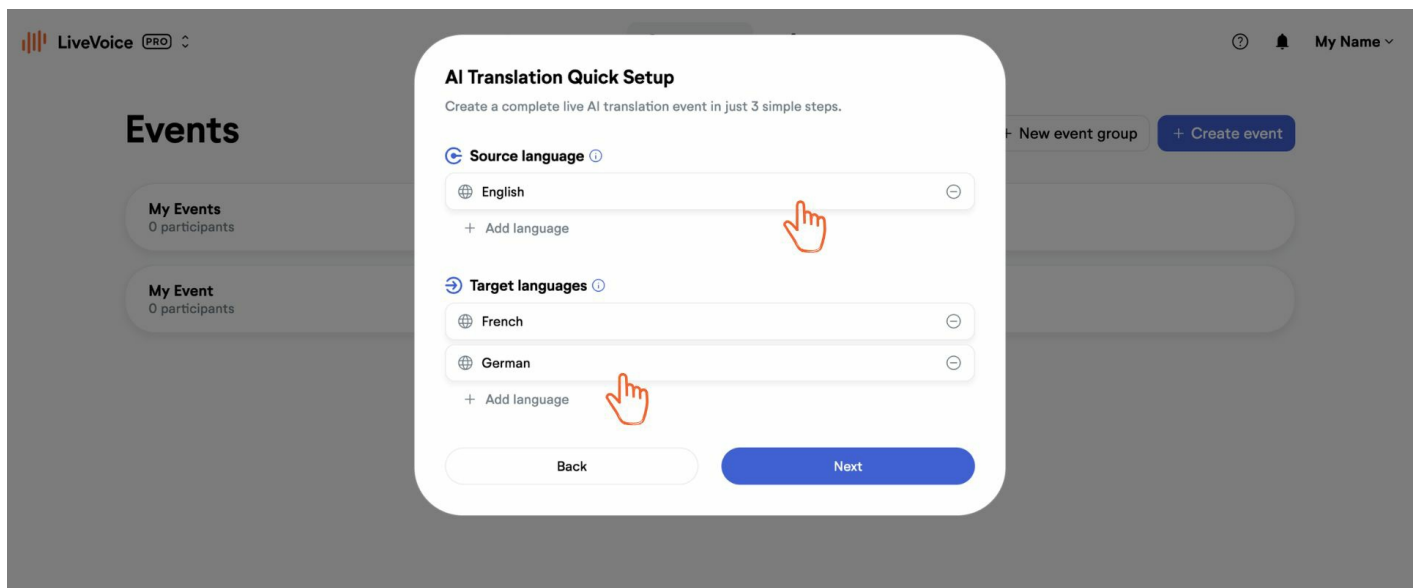 LiveVoice PRO
My Name
AI Translation Quick Setup
Create a complete live AI translation event in just 3 simple steps.
Events
New event group
+ Create event
Source language
English
+ Add language
My Events
0 participants
Target languages
My Event
0 participants
French
German
+ Add language
Back
Next